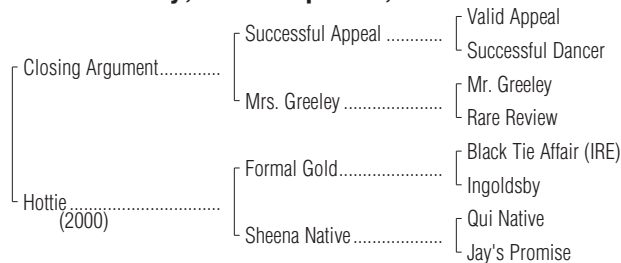 Valid Appeal
Successful Appeal ............
Successful Dancer
Closing Argument.............
Mr. Greeley
Mrs. Greeley .....................
Rare Review
Black Tie Affair (IRE)
Formal Gold......................
Ingoldsby
Hottie ................................
(2000)
Qui Native
Sheena Native ..................
Jay's Promise